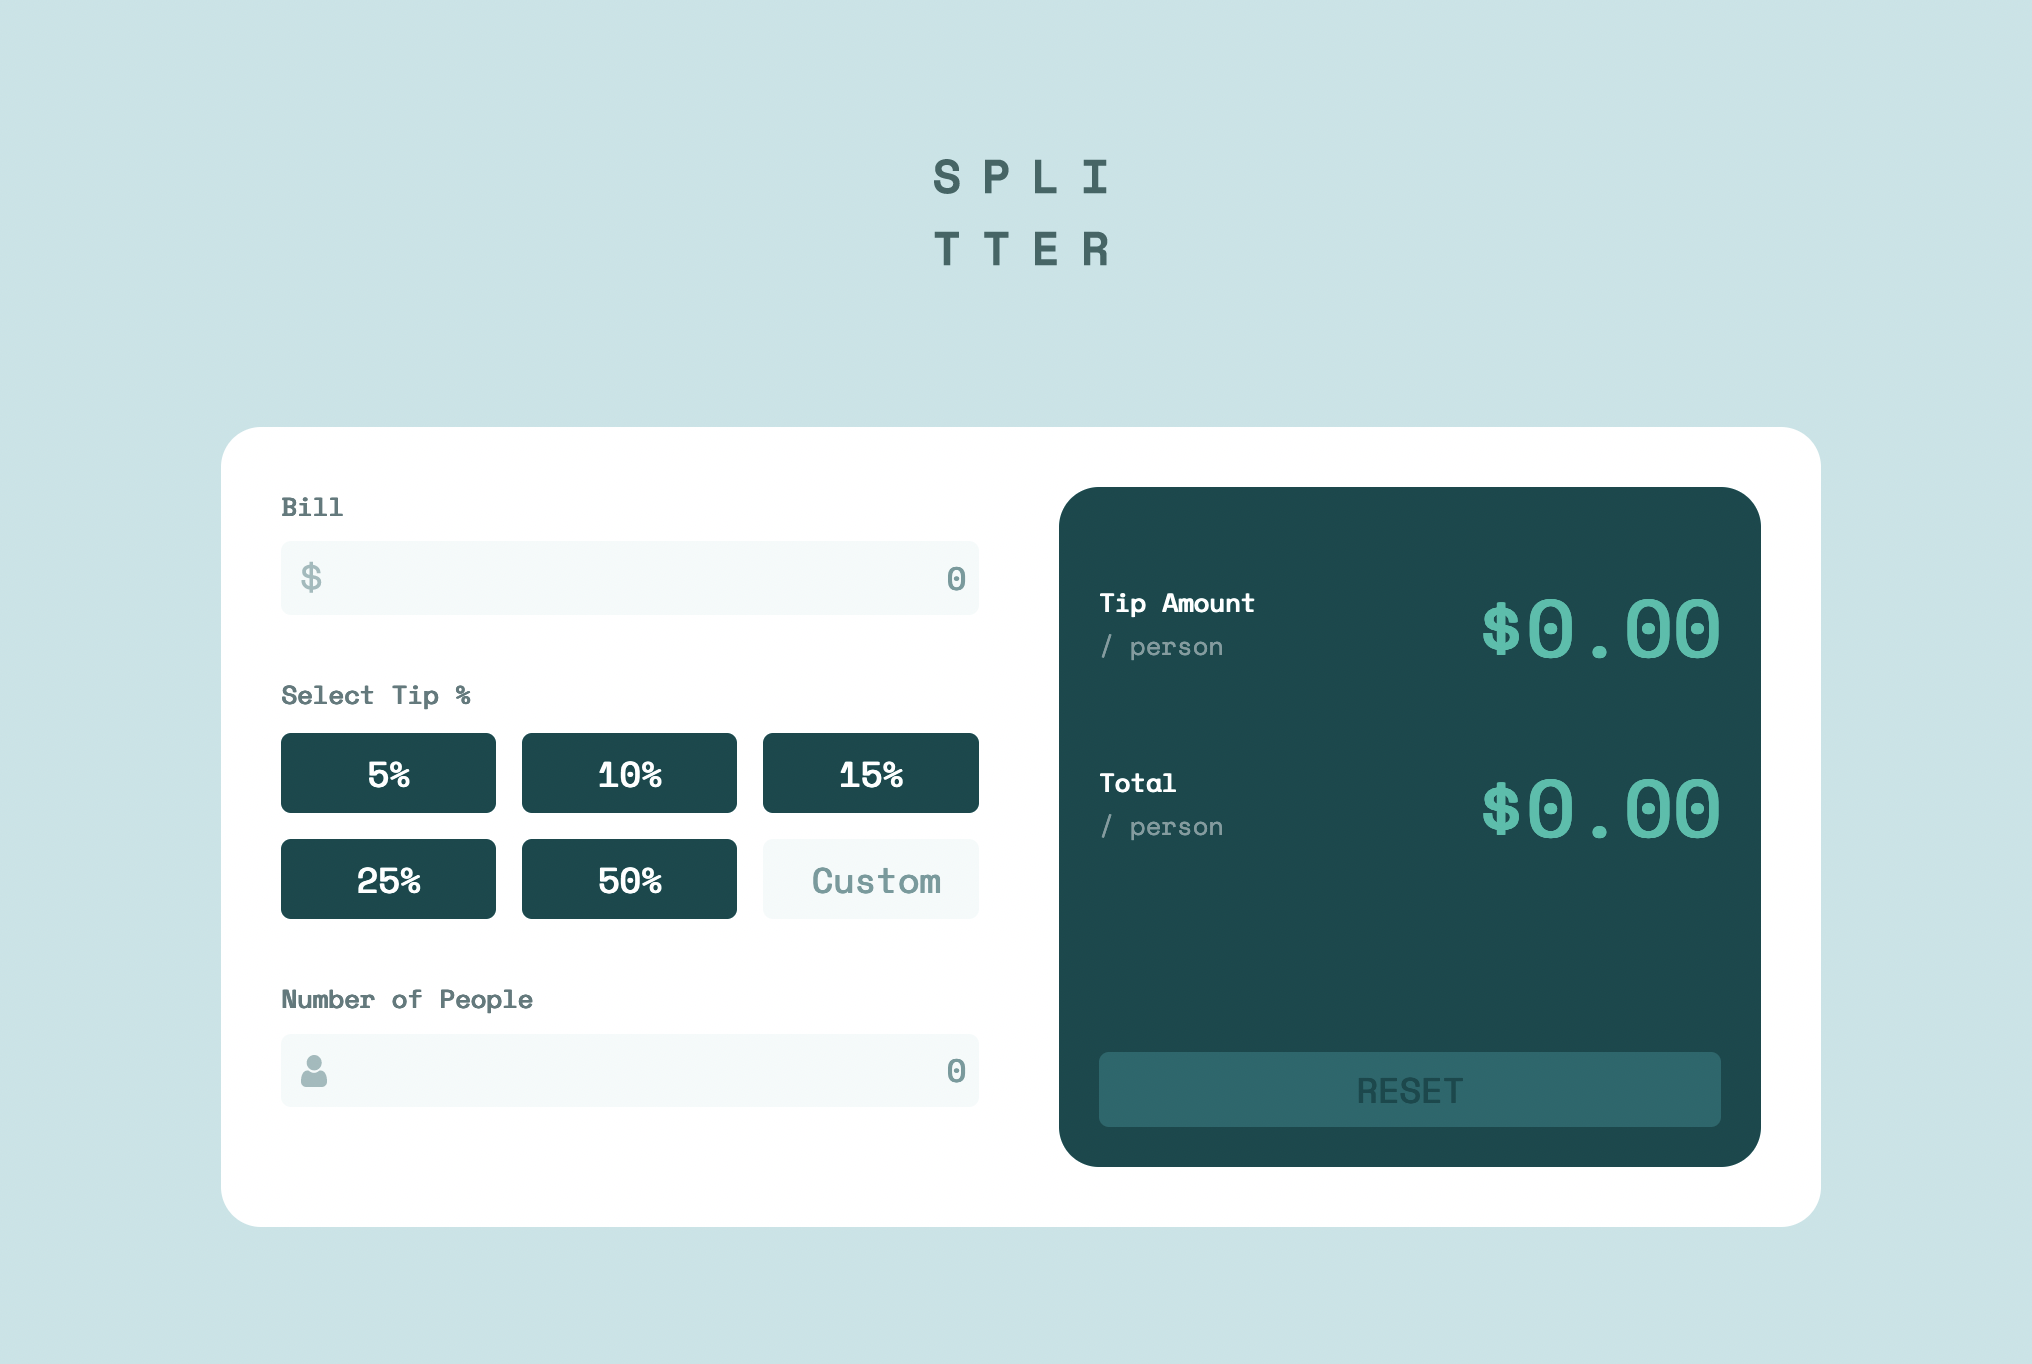 SPLI
TTER
Bill
$ 0
Select Tip %
5% 10% 15%
25% 50% Custom
Number of People
0
Tip Amount
/ person
$0.00
Total
/ person
$0.00
RESET